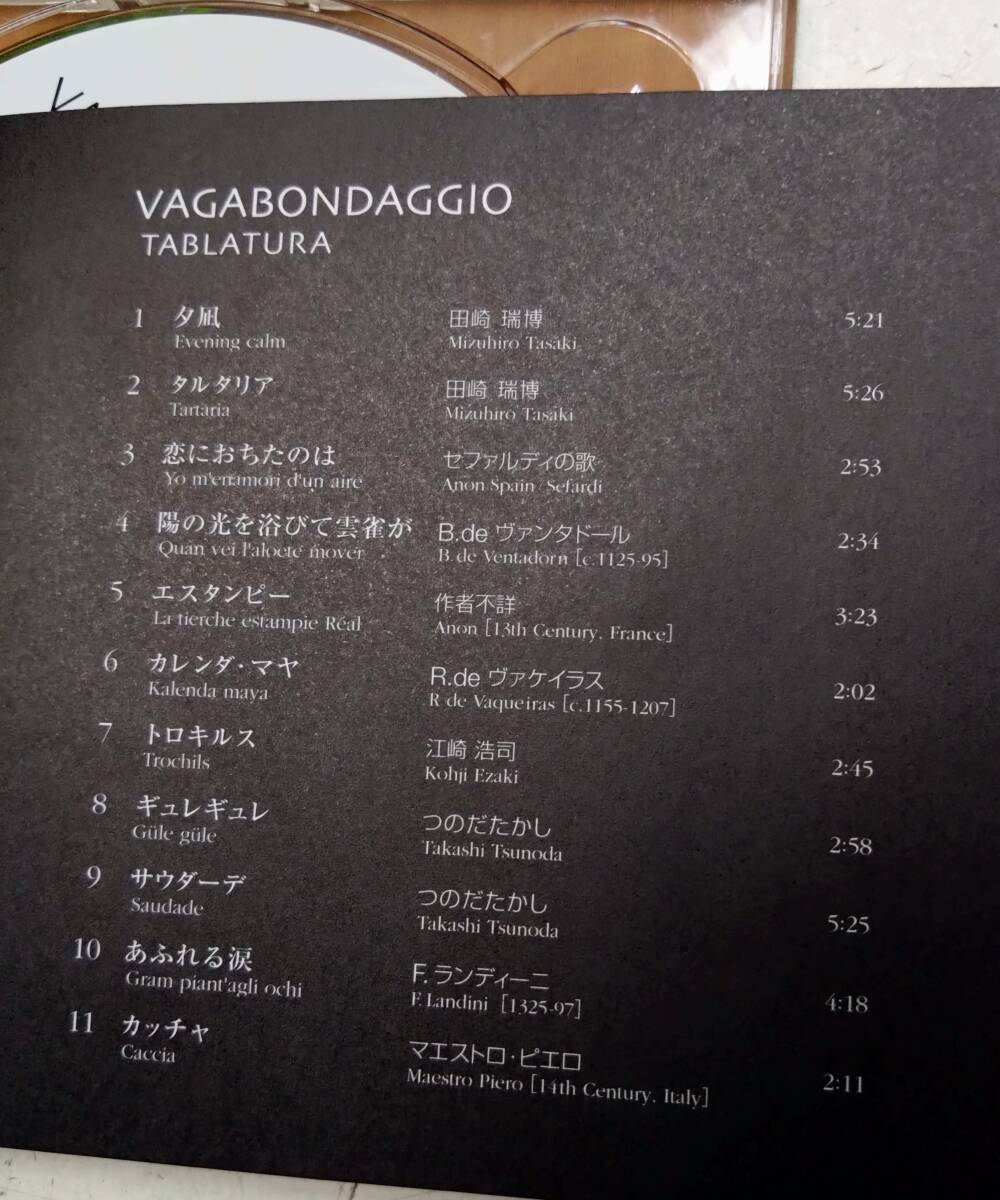 VAGABONDAGGIO
TABLATURA
1 夕凪 田崎 瑞博 5:21
Evening calm Mizuhiro Tasaki
2 タルタリア 田崎 瑞博 5:26
Tartaria Mizuhiro Tasaki
3 恋におちたのは セファルディの歌 2:53
Yo m'enamori d'un aire Anon Spain/Sefardi
4 陽の光を浴びて雲雀が B.de ヴァンタドール 2:34
Quan vei l'aloete mover B.de Ventadorn [c.1125-95]
5 エスタンピー 作者不詳 3:23
La tierche estampie Réal Anon [13th Century, France]
6 カレンダ・マヤ R.de ヴァケイラス 2:02
Kalenda maya R de Vaqueiras [c.1155-1207]
7 トロキルス 江崎 浩司 2:45
Trochils Kohji Ezaki
8 ギュレギュレ つのだたかし 2:58
Güle güle Takashi Tsunoda
9 サウダーデ つのだたかし 5:25
Saudade Takashi Tsunoda
10 あふれる涙 F.ランディーニ 4:18
Gram piant'agli ochi F.Landini [1325-97]
11 カッチャ マエストロ・ピエロ 2:11
Caccia Maestro Piero [14th Century, Italy]